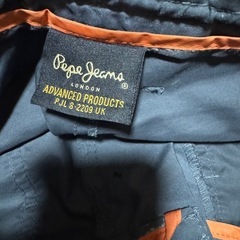 Pepe Jeans
LONDON
ADVANCED PRODUCTS
PJL 8-2209 UK